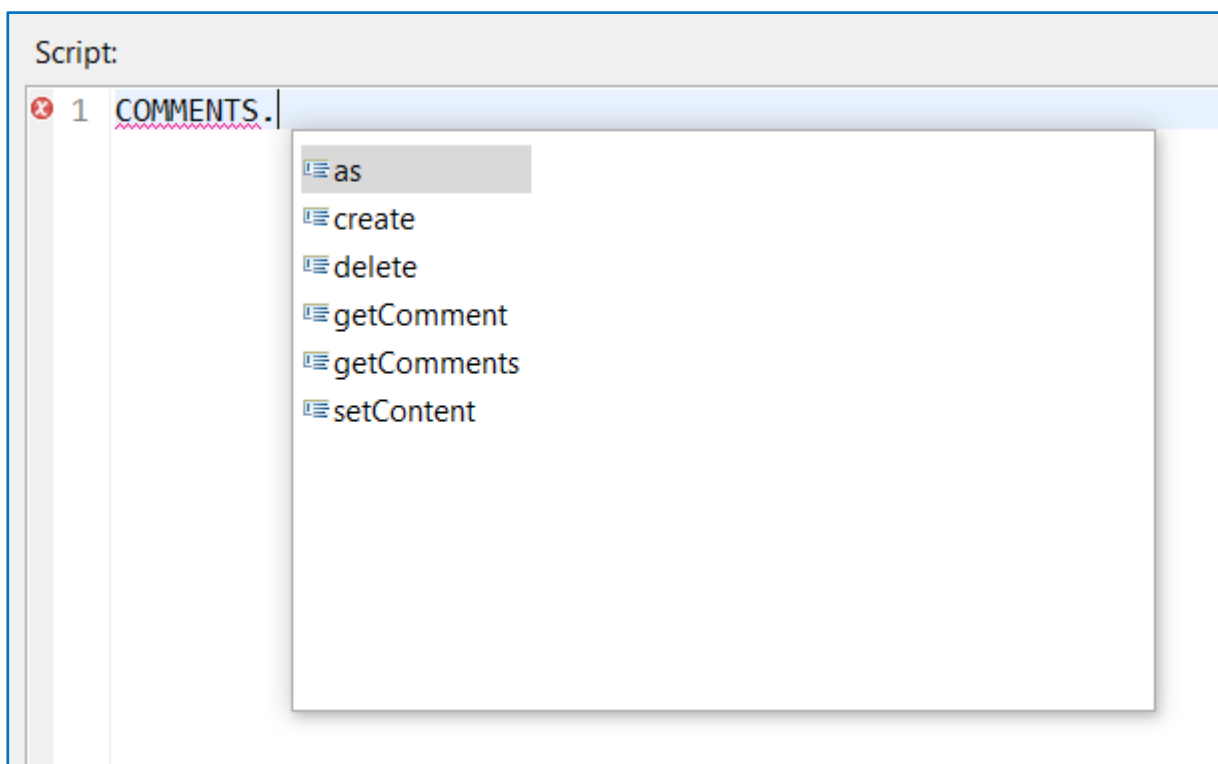 Script:
1 COMMENTS.
as
create
delete
getComment
getComments
setContent